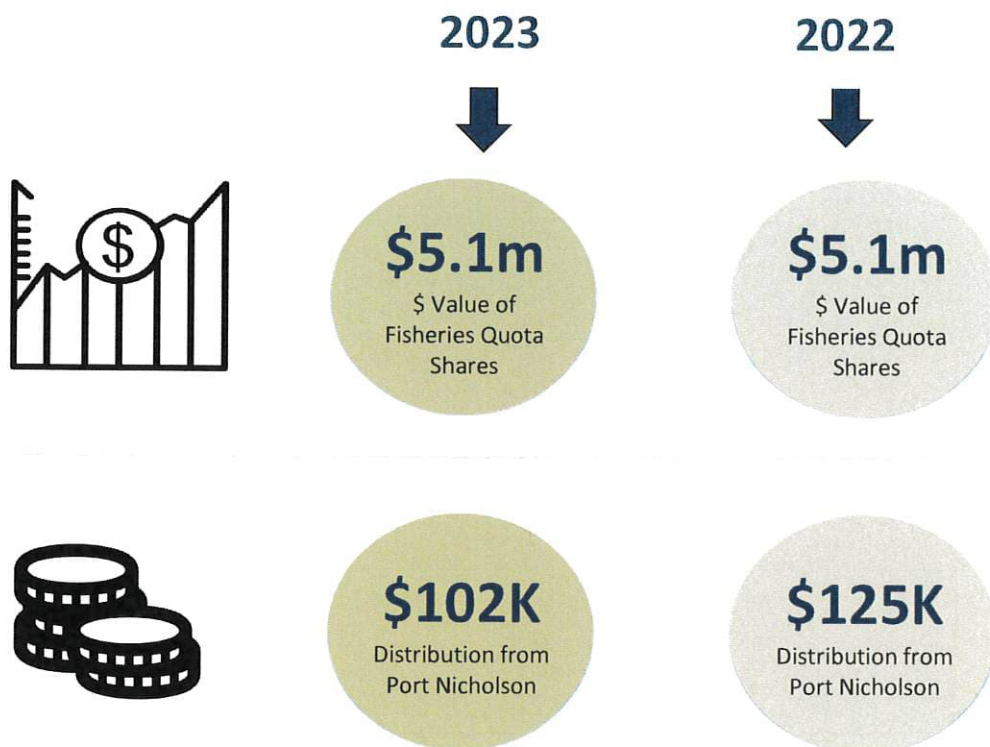 2023
2022
$
$5.1m
$ Value of
Fisheries Quota
Shares
$5.1m
$ Value of
Fisheries Quota
Shares
$102K
Distribution from
Port Nicholson
$125K
Distribution from
Port Nicholson